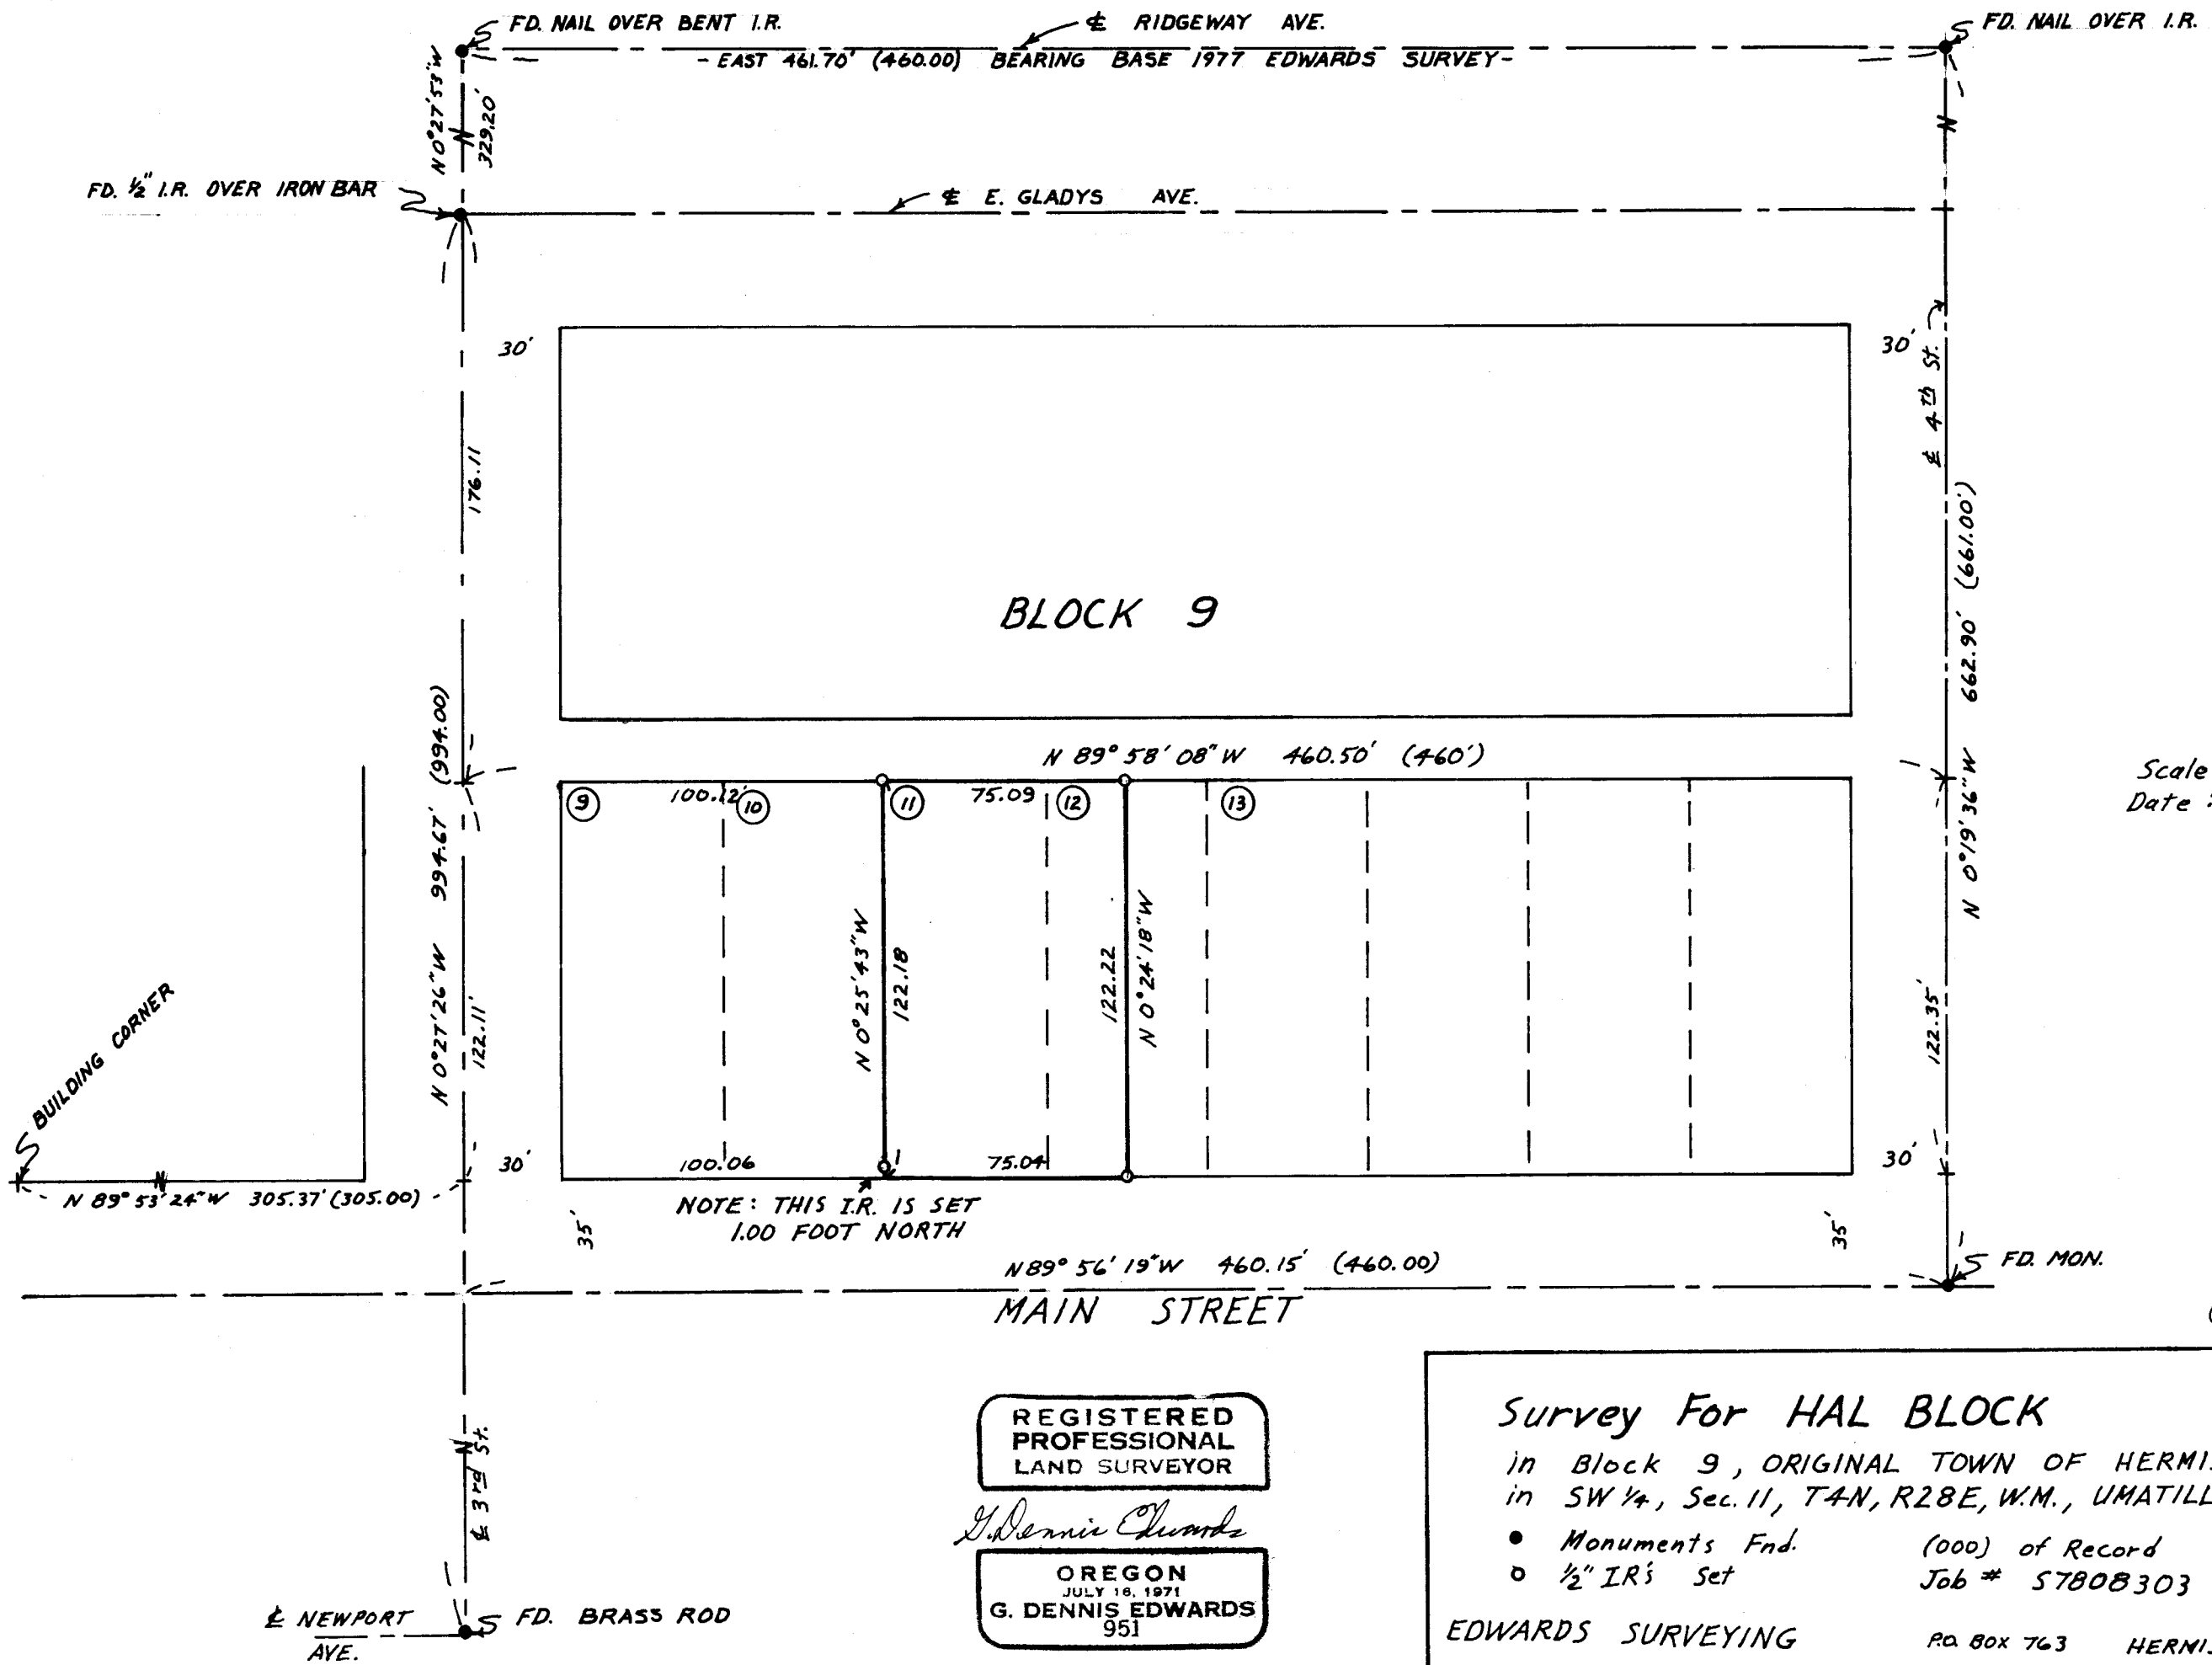 FD. NAIL OVER BENT I.R.
℄ RIDGEWAY AVE.
FD. NAIL OVER I.R.
- EAST 461.70' (460.00) BEARING BASE 1977 EDWARDS SURVEY -
N 0°27'53"W
329.20'
FD. ½" I.R. OVER IRON BAR
℄ E. GLADYS AVE.
30'
30'
℄ 4th St.
176.11
BLOCK 9
N 0°27'26"W 994.67' (994.00)
N 0°19'36"W 662.90' (661.00')
N 89°58'08"W 460.50' (460')
Scale
Date :
9
100.12'
10
11
75.09
12
13
N 0°25'43"W
122.18
122.22
N 0°24'18"W
122.11'
122.35'
BUILDING CORNER
N 89°53'24"W 305.37' (305.00)
30'
100.06
75.04
30'
NOTE: THIS I.R. IS SET
1.00 FOOT NORTH
35'
35'
N 89°56'19"W 460.15' (460.00)
FD. MON.
MAIN STREET
℄ 3rd St.
℄ NEWPORT
AVE.
FD. BRASS ROD
REGISTERED
PROFESSIONAL
LAND SURVEYOR
G. Dennis Edwards
OREGON
JULY 16, 1971
G. DENNIS EDWARDS
951
Survey For HAL BLOCK
in Block 9, ORIGINAL TOWN OF HERMIS
in SW ¼, Sec. 11, T4N, R28E, W.M., UMATILL
● Monuments Fnd. (000) of Record
○ ½" IR's Set Job # S7808303
EDWARDS SURVEYING P.O. BOX 763 HERMIS